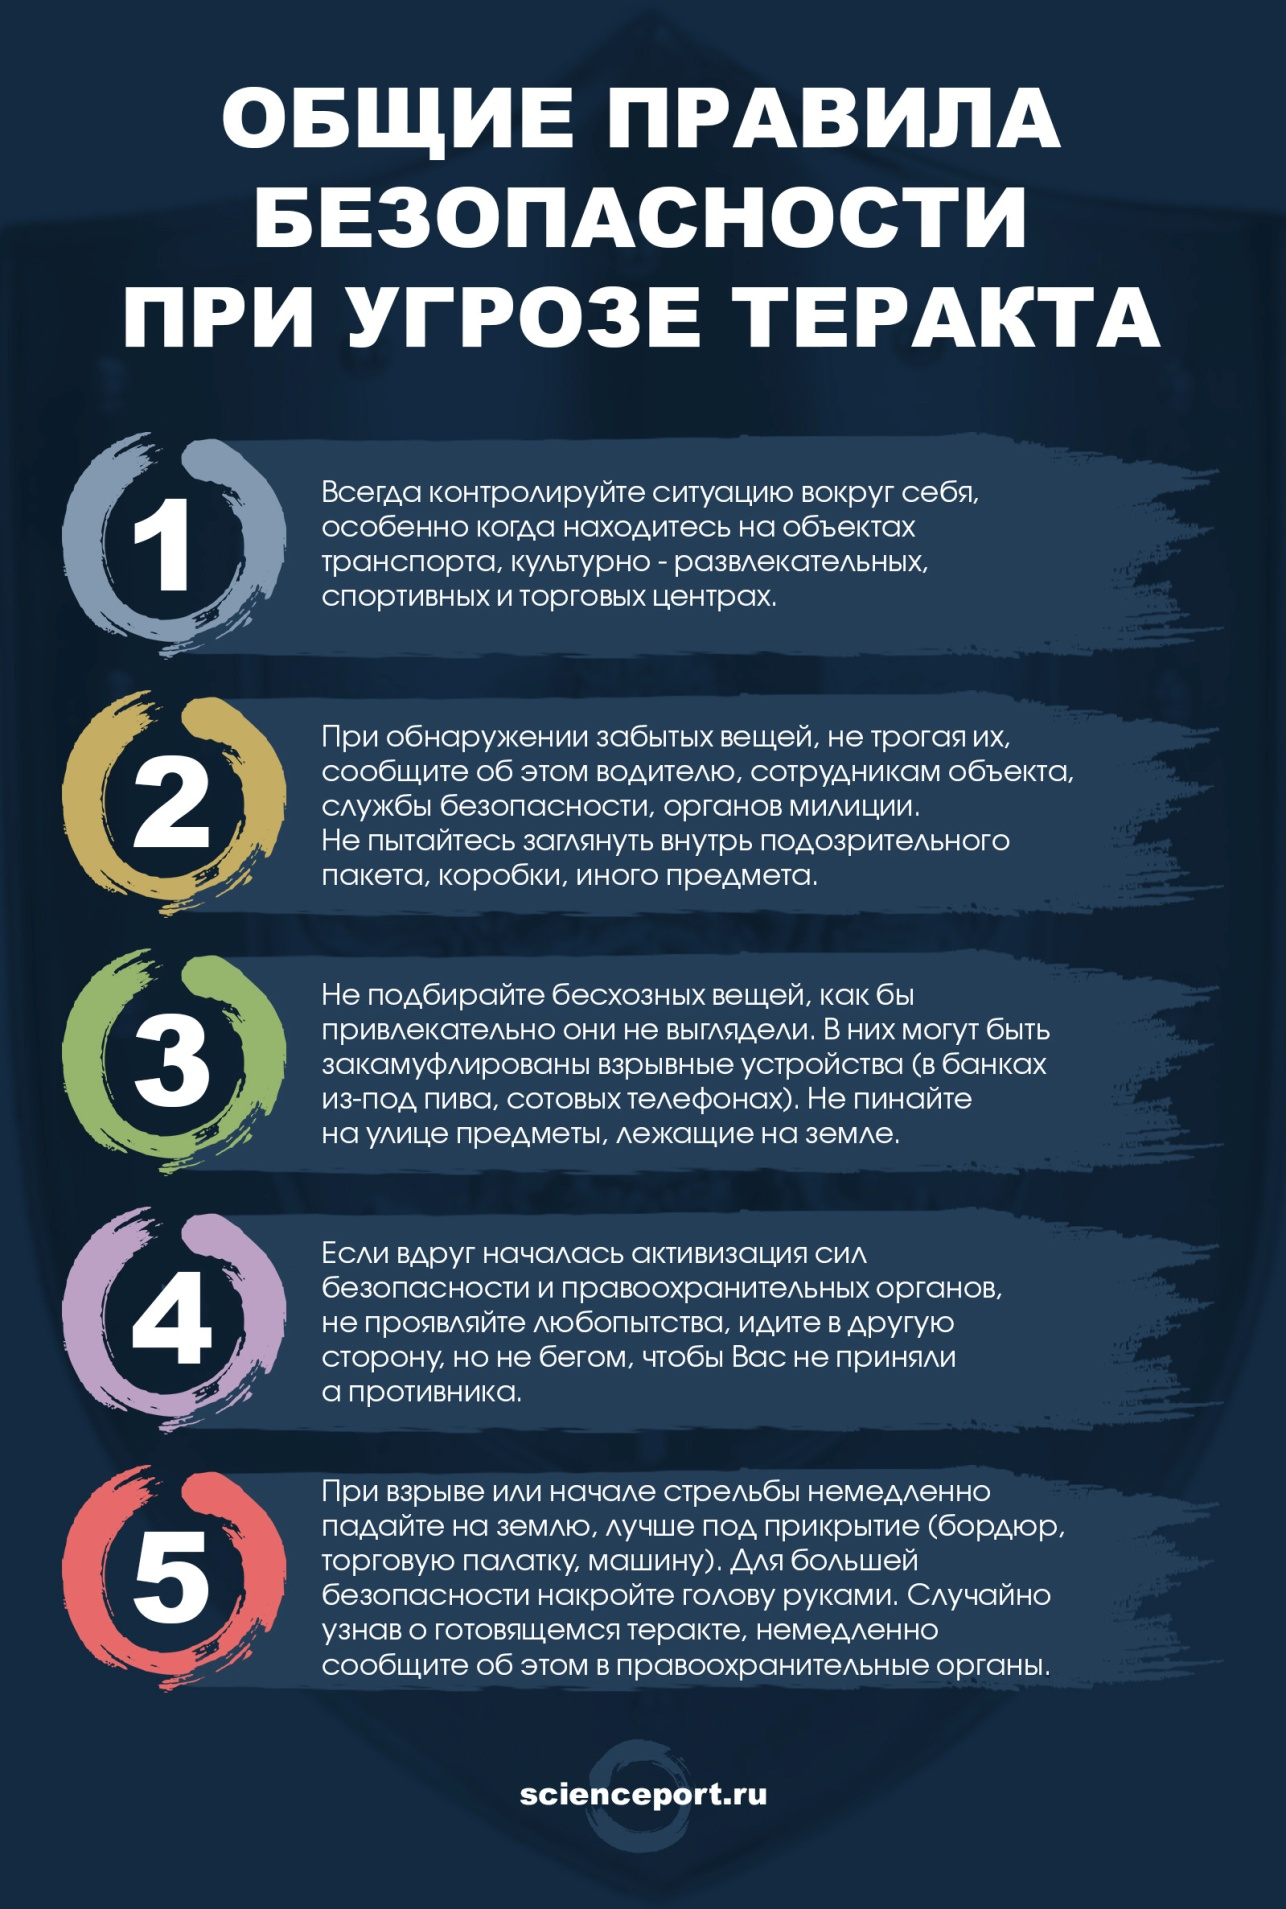 ОБЩИЕ ПРАВИЛА
БЕЗОПАСНОСТИ
ПРИ УГРОЗЕ ТЕРАКТА
1
Всегда контролируйте ситуацию вокруг себя,
особенно когда находитесь на объектах
транспорта, культурно - развлекательных,
спортивных и торговых центрах.
2
При обнаружении забытых вещей, не трогая их,
сообщите об этом водителю, сотрудникам объекта,
службы безопасности, органов милиции.
Не пытайтесь заглянуть внутрь подозрительного
пакета, коробки, иного предмета.
3
Не подбирайте бесхозных вещей, как бы
привлекательно они не выглядели. В них могут быть
закамуфлированы взрывные устройства (в банках
из-под пива, сотовых телефонах). Не пинайте
на улице предметы, лежащие на земле.
4
Если вдруг началась активизация сил
безопасности и правоохранительных органов,
не проявляйте любопытства, идите в другую
сторону, но не бегом, чтобы Вас не приняли
а противника.
5
При взрыве или начале стрельбы немедленно
падайте на землю, лучше под прикрытие (бордюр,
торговую палатку, машину). Для большей
безопасности накройте голову руками. Случайно
узнав о готовящемся теракте, немедленно
сообщите об этом в правоохранительные органы.
scienceport.ru